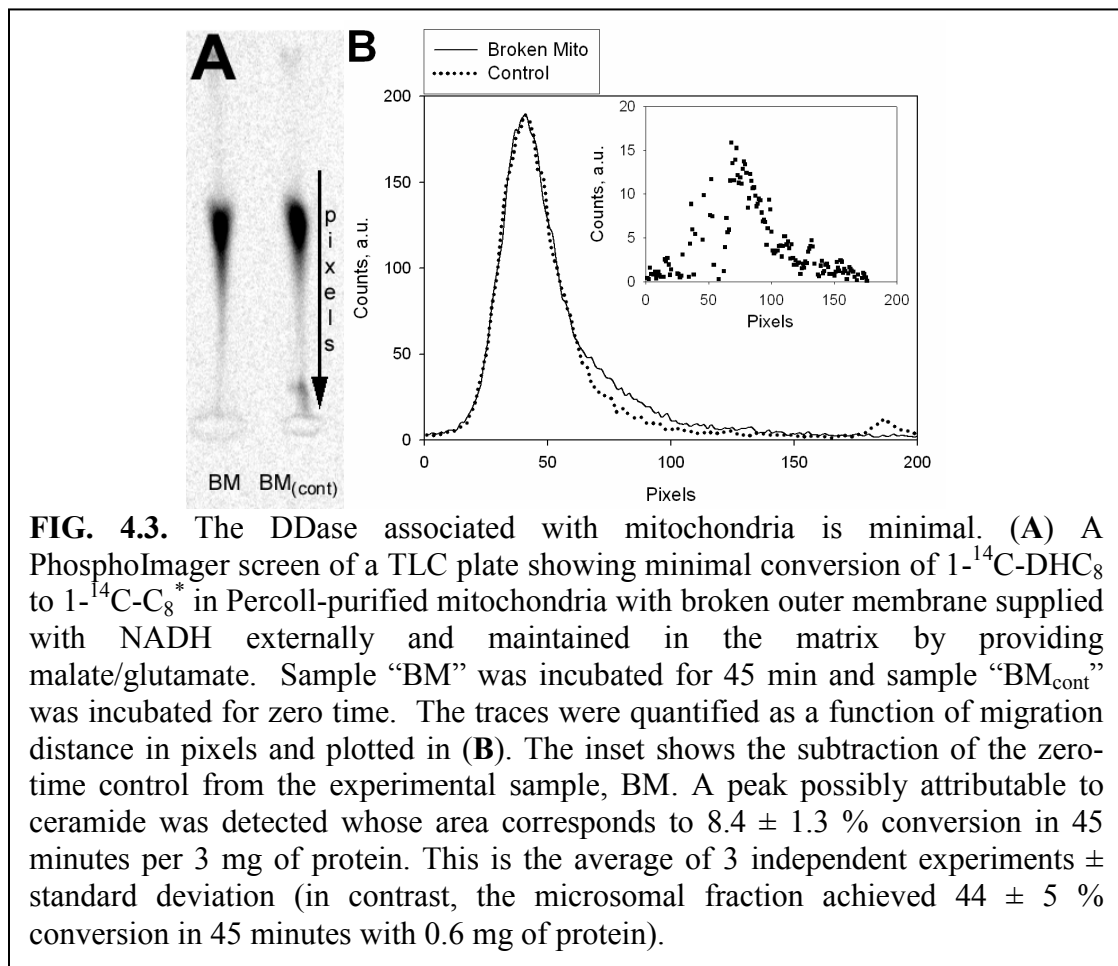 A
B
Broken Mito
Control
200
150
100
50
0
Counts, a.u.
0 50 100 150 200
Pixels
20
15
10
5
0
Counts, a.u.
0 50 100 150 200
Pixels
pixels
BM BM(cont)
FIG. 4.3. The DDase associated with mitochondria is minimal. (A) A
PhosphoImager screen of a TLC plate showing minimal conversion of 1-14C-DHC8
to 1-14C-C8* in Percoll-purified mitochondria with broken outer membrane supplied
with NADH externally and maintained in the matrix by providing
malate/glutamate. Sample “BM” was incubated for 45 min and sample “BMcont”
was incubated for zero time. The traces were quantified as a function of migration
distance in pixels and plotted in (B). The inset shows the subtraction of the zero-
time control from the experimental sample, BM. A peak possibly attributable to
ceramide was detected whose area corresponds to 8.4 ± 1.3 % conversion in 45
minutes per 3 mg of protein. This is the average of 3 independent experiments ±
standard deviation (in contrast, the microsomal fraction achieved 44 ± 5 %
conversion in 45 minutes with 0.6 mg of protein).